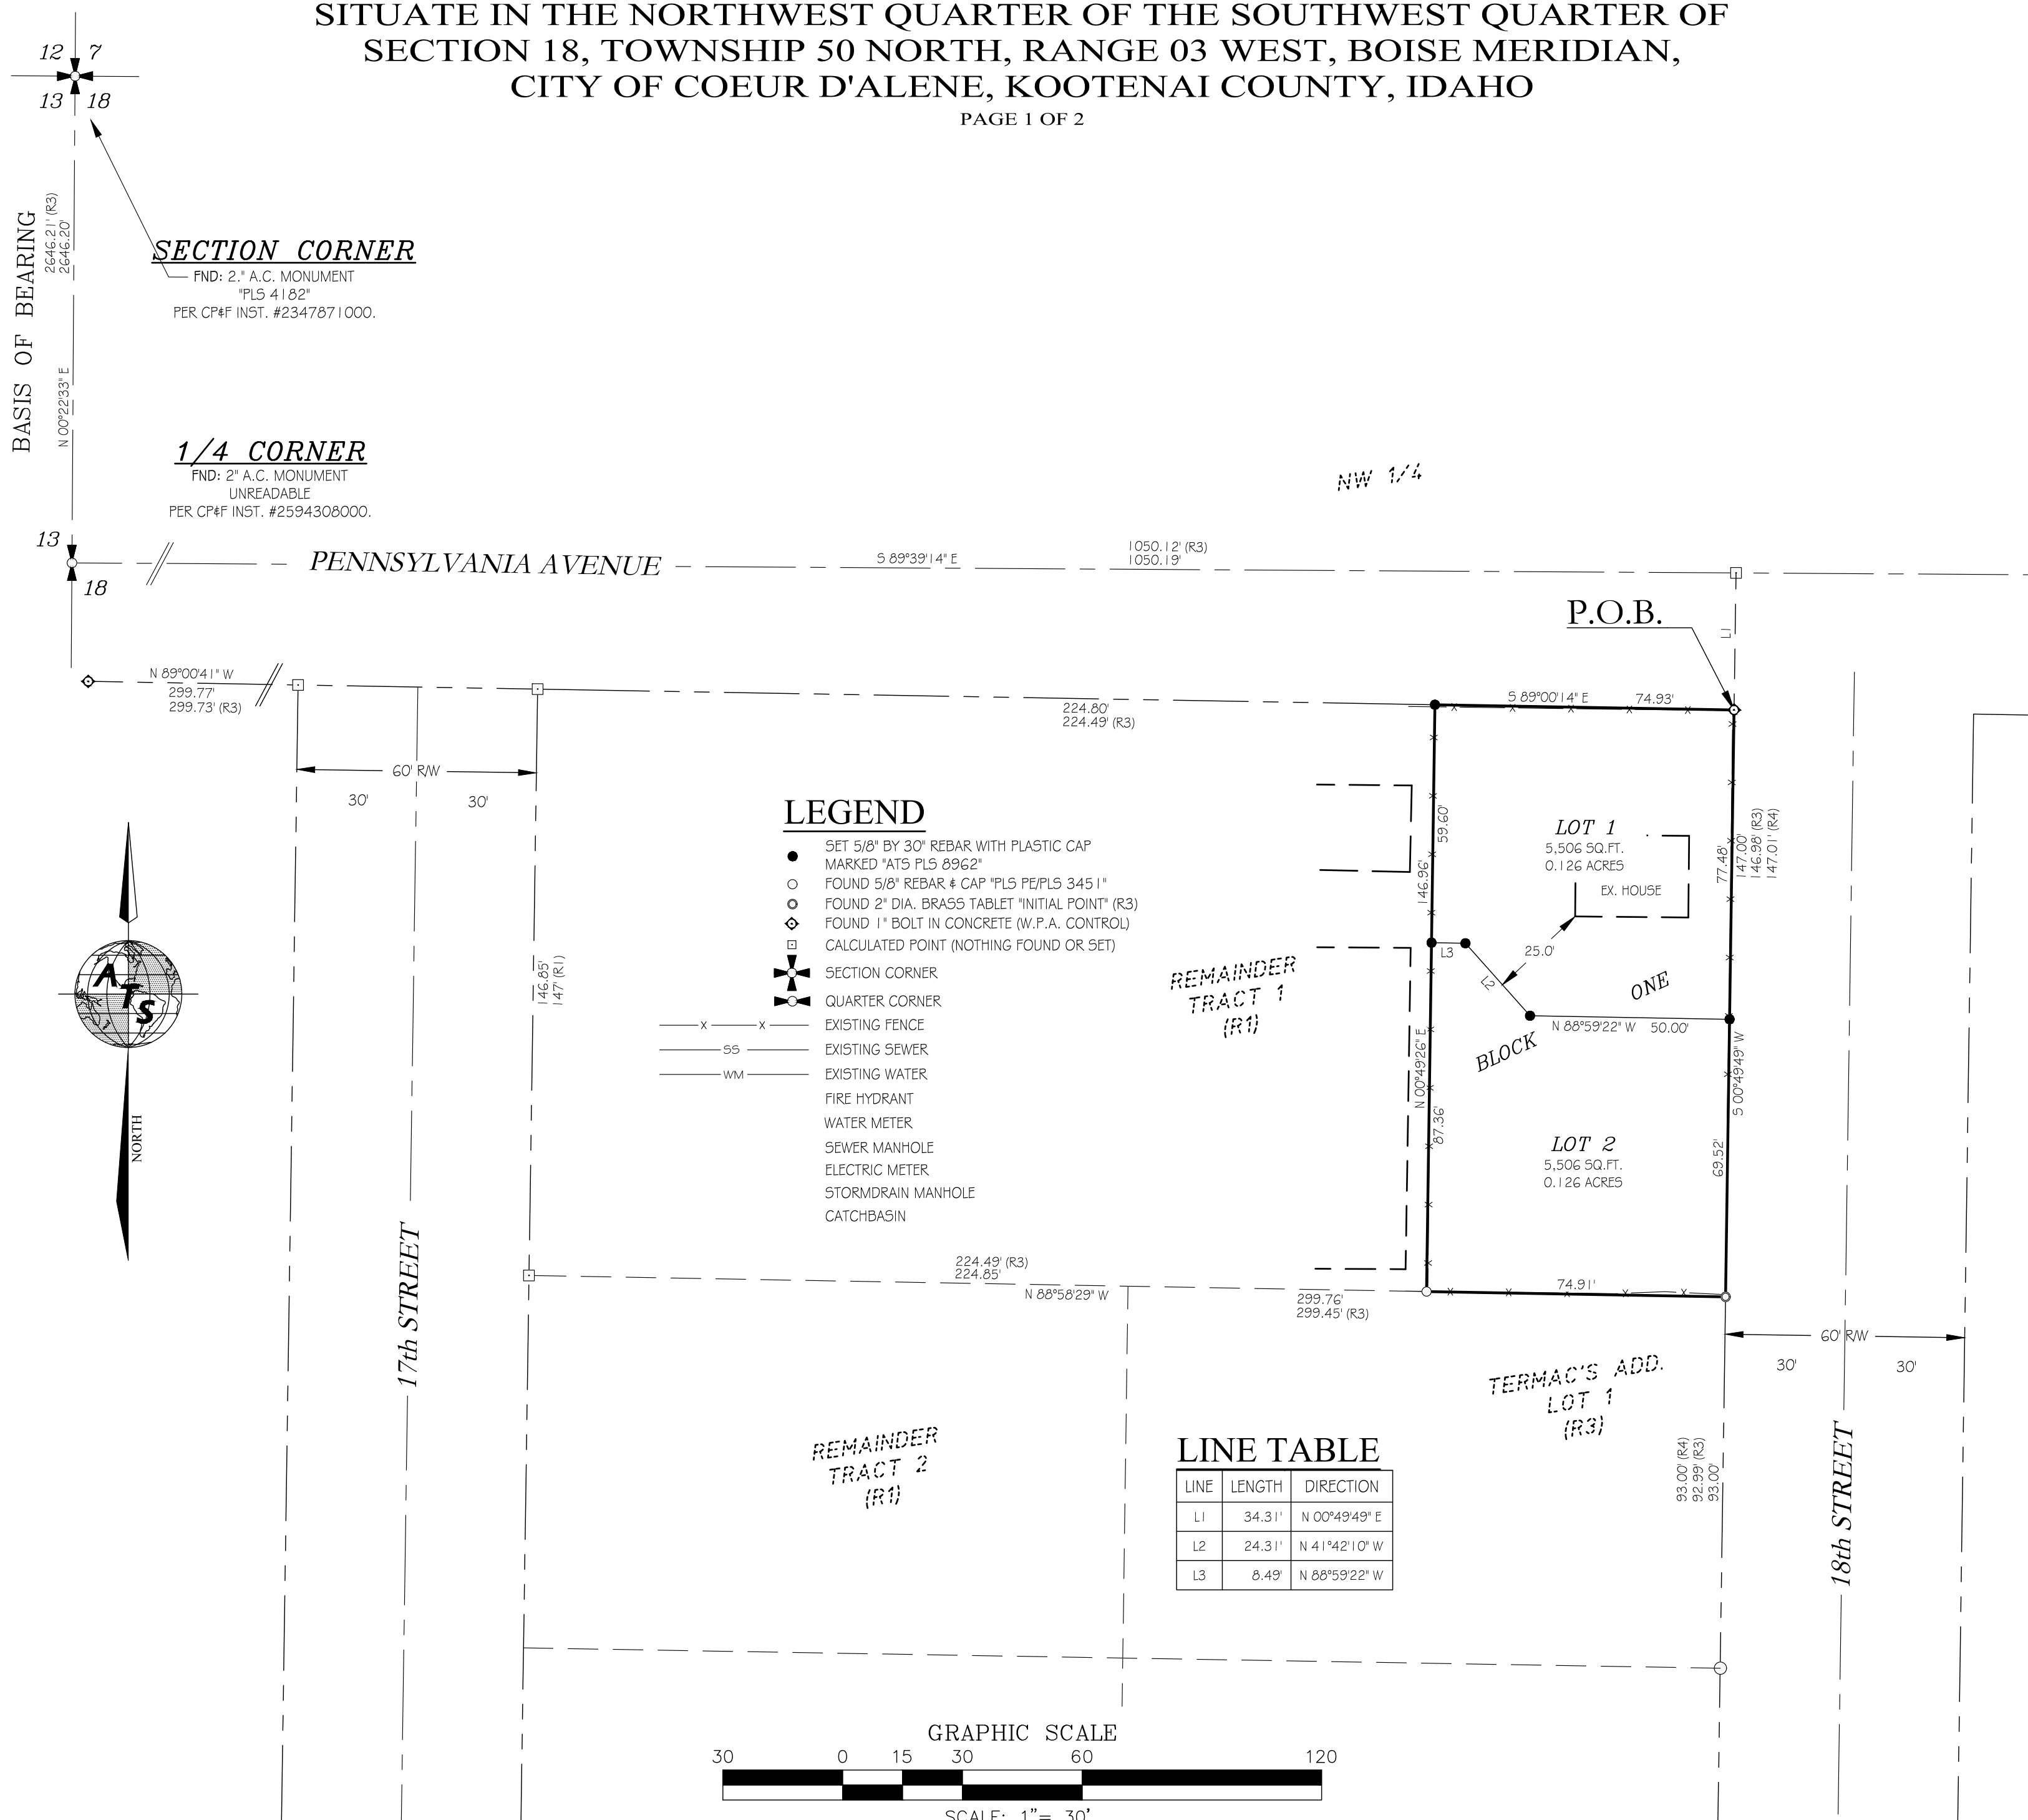 SITUATE IN THE NORTHWEST QUARTER OF THE SOUTHWEST QUARTER OF
SECTION 18, TOWNSHIP 50 NORTH, RANGE 03 WEST, BOISE MERIDIAN,
CITY OF COEUR D'ALENE, KOOTENAI COUNTY, IDAHO
PAGE 1 OF 2
12 7
13 18
BASIS OF BEARING
2646.21' (R3)
2646.20'
N 00°22'33" E
SECTION CORNER
FND: 2." A.C. MONUMENT
"PLS 4182"
PER CP&F INST. #2347871000.
1/4 CORNER
FND: 2" A.C. MONUMENT
UNREADABLE
PER CP&F INST. #2594308000.
NW 1/4
13
18
PENNSYLVANIA AVENUE
S 89°39'14" E
1050.12' (R3)
1050.19'
P.O.B.
L1
N 89°00'41" W
299.77'
299.73' (R3)
224.80'
224.49' (R3)
S 89°00'14" E 74.93'
60' R/W
30' 30'
LEGEND
SET 5/8" BY 30" REBAR WITH PLASTIC CAP
MARKED "ATS PLS 8962"
FOUND 5/8" REBAR & CAP "PLS PE/PLS 3451"
FOUND 2" DIA. BRASS TABLET "INITIAL POINT" (R3)
FOUND 1" BOLT IN CONCRETE (W.P.A. CONTROL)
CALCULATED POINT (NOTHING FOUND OR SET)
SECTION CORNER
QUARTER CORNER
X X EXISTING FENCE
SS EXISTING SEWER
WM EXISTING WATER
FIRE HYDRANT
WATER METER
SEWER MANHOLE
ELECTRIC METER
STORMDRAIN MANHOLE
CATCHBASIN
146.85'
147' (R1)
ATS
NORTH
REMAINDER
TRACT 1
(R1)
59.60'
146.96'
N 00°49'26" E
87.36'
LOT 1
5,506 SQ.FT.
0.126 ACRES
EX. HOUSE
77.48'
147.00'
146.98' (R3)
147.01' (R4)
L3
L2
25.0'
BLOCK ONE
N 88°59'22" W 50.00'
S 00°49'49" W
69.52'
LOT 2
5,506 SQ.FT.
0.126 ACRES
74.91'
224.49' (R3)
224.85'
N 88°58'29" W
299.76'
299.45' (R3)
60' R/W
30' 30'
17th STREET
18th STREET
TERMAC'S ADD.
LOT 1
(R3)
REMAINDER
TRACT 2
(R1)
93.00' (R4)
92.99' (R3)
93.00'
LINE TABLE
LINE LENGTH DIRECTION
L1 34.31' N 00°49'49" E
L2 24.31' N 41°42'10" W
L3 8.49' N 88°59'22" W
GRAPHIC SCALE
30 0 15 30 60 120
SCALE: 1"= 30'